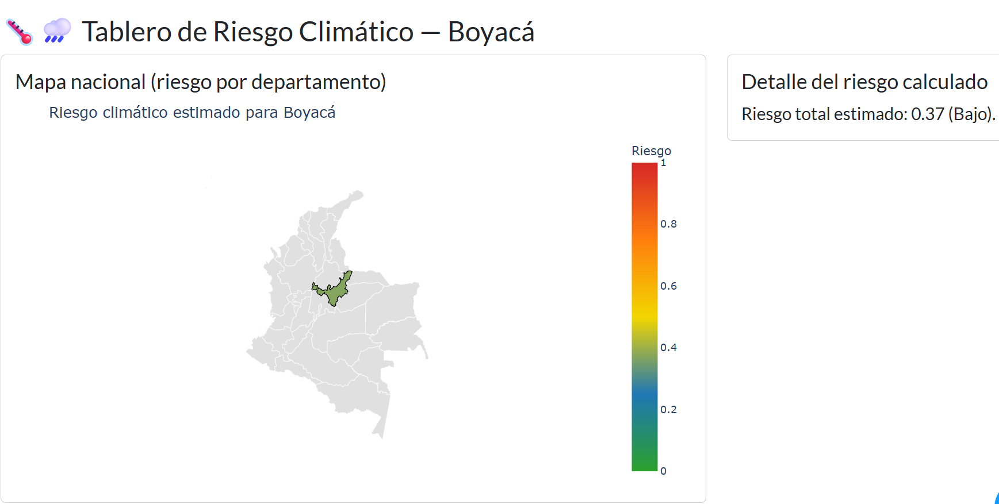 Tablero de Riesgo Climático — Boyacá
Mapa nacional (riesgo por departamento)
Riesgo climático estimado para Boyacá
Riesgo
1
0.8
0.6
0.4
0.2
0
Detalle del riesgo calculado
Riesgo total estimado: 0.37 (Bajo).